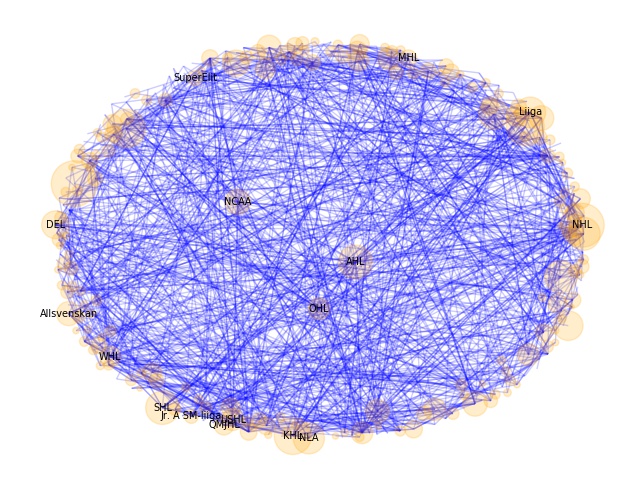 MHL
SuperElit
Liiga
NCAA
DEL
NHL
AHL
OHL
Allsvenskan
WHL
SHL
Jr. A SM-liiga
USHL
QMJHL
KHL
NLA